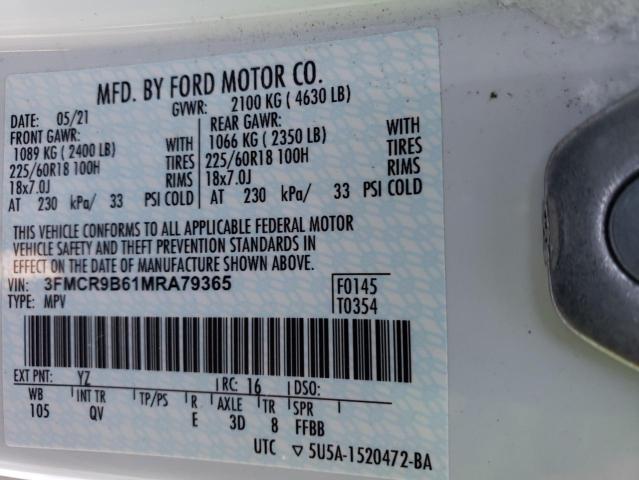 MFD. BY FORD MOTOR CO.
DATE: 05/21 GVWR: 2100 KG ( 4630 LB)
FRONT GAWR: REAR GAWR:
1089 KG ( 2400 LB) WITH 1066 KG ( 2350 LB) WITH
225/60R18 100H TIRES 225/60R18 100H TIRES
18x7.0J RIMS 18x7.0J RIMS
AT 230 kPa/ 33 PSI COLD AT 230 kPa/ 33 PSI COLD
THIS VEHICLE CONFORMS TO ALL APPLICABLE FEDERAL MOTOR
VEHICLE SAFETY AND THEFT PREVENTION STANDARDS IN
EFFECT ON THE DATE OF MANUFACTURE SHOWN ABOVE.
VIN: 3FMCR9B61MRA79365 F0145
TYPE: MPV T0354
EXT PNT: YZ RC: 16 DSO:
WB INT TR TP/PS R AXLE TR SPR
105 QV E 3D 8 FFBB
UTC 5U5A-1520472-BA